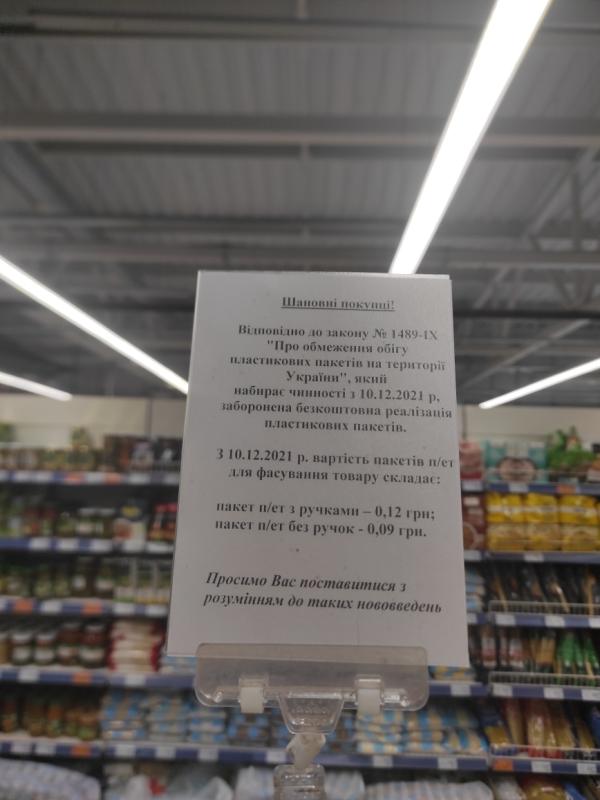 Шановні покупці!
Відповідно до закону № 1489-IX
"Про обмеження обігу
пластикових пакетів на території
України", який
набирає чинності з 10.12.2021 р,
заборонена безкоштовна реалізація
пластикових пакетів.
З 10.12.2021 р. вартість пакетів п/ет
для фасування товару складає:
пакет п/ет з ручками – 0,12 грн;
пакет п/ет без ручок - 0,09 грн.
Просимо Вас поставитися з
розумінням до таких нововведень